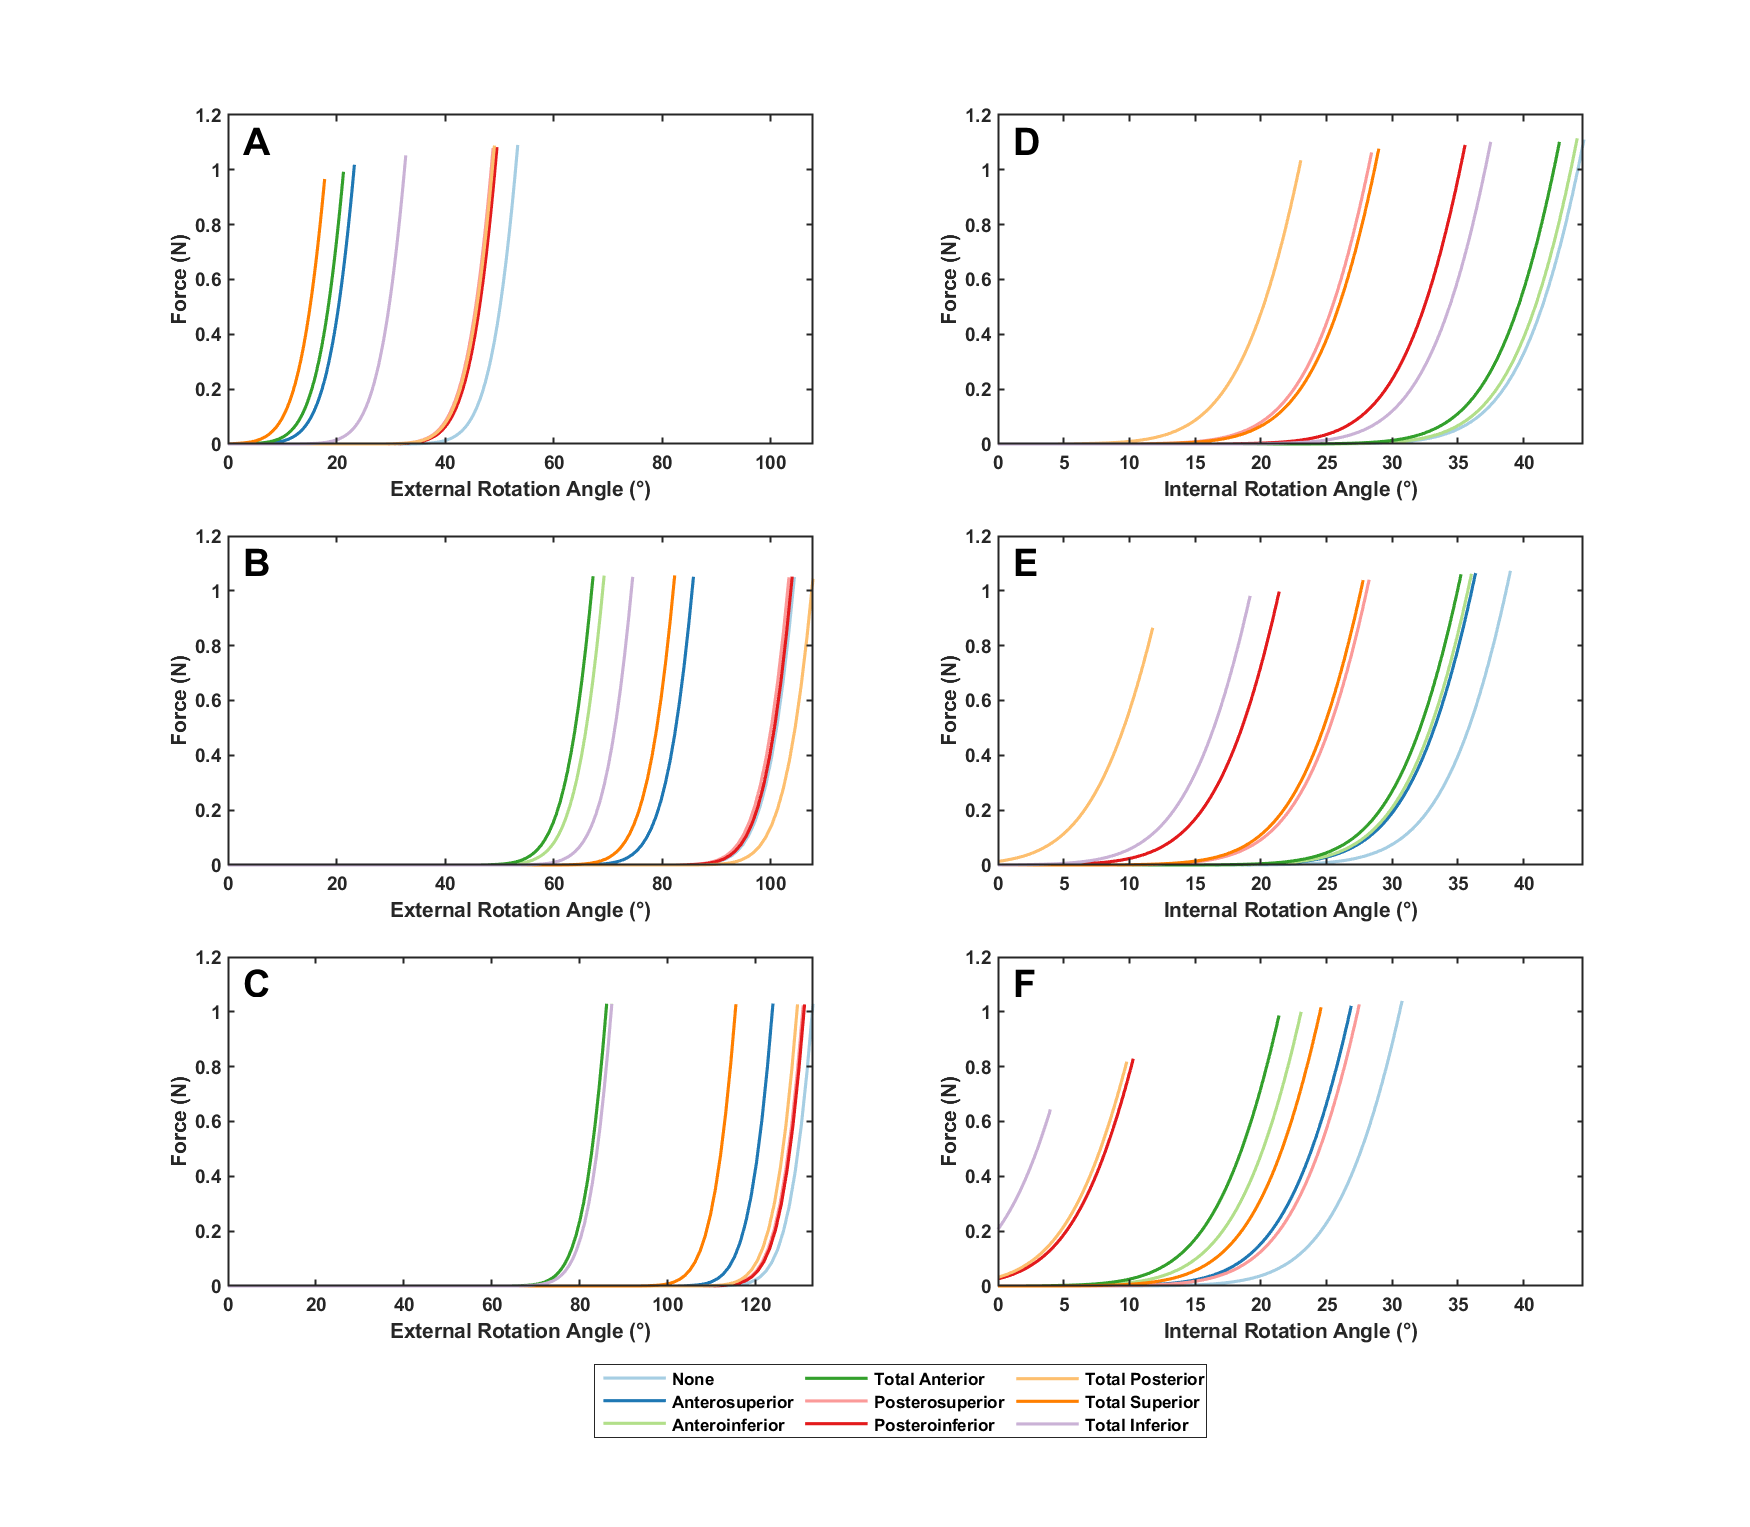 A
1.2
1
0.8
0.6
0.4
0.2
0
Force (N)
0 20 40 60 80 100
External Rotation Angle (°)
D
1.2
1
0.8
0.6
0.4
0.2
0
Force (N)
0 5 10 15 20 25 30 35 40
Internal Rotation Angle (°)
B
1.2
1
0.8
0.6
0.4
0.2
0
Force (N)
0 20 40 60 80 100
External Rotation Angle (°)
E
1.2
1
0.8
0.6
0.4
0.2
0
Force (N)
0 5 10 15 20 25 30 35 40
Internal Rotation Angle (°)
C
1.2
1
0.8
0.6
0.4
0.2
0
Force (N)
0 20 40 60 80 100 120
External Rotation Angle (°)
F
1.2
1
0.8
0.6
0.4
0.2
0
Force (N)
0 5 10 15 20 25 30 35 40
Internal Rotation Angle (°)
None Total Anterior Total Posterior
Anterosuperior Posterosuperior Total Superior
Anteroinferior Posteroinferior Total Inferior